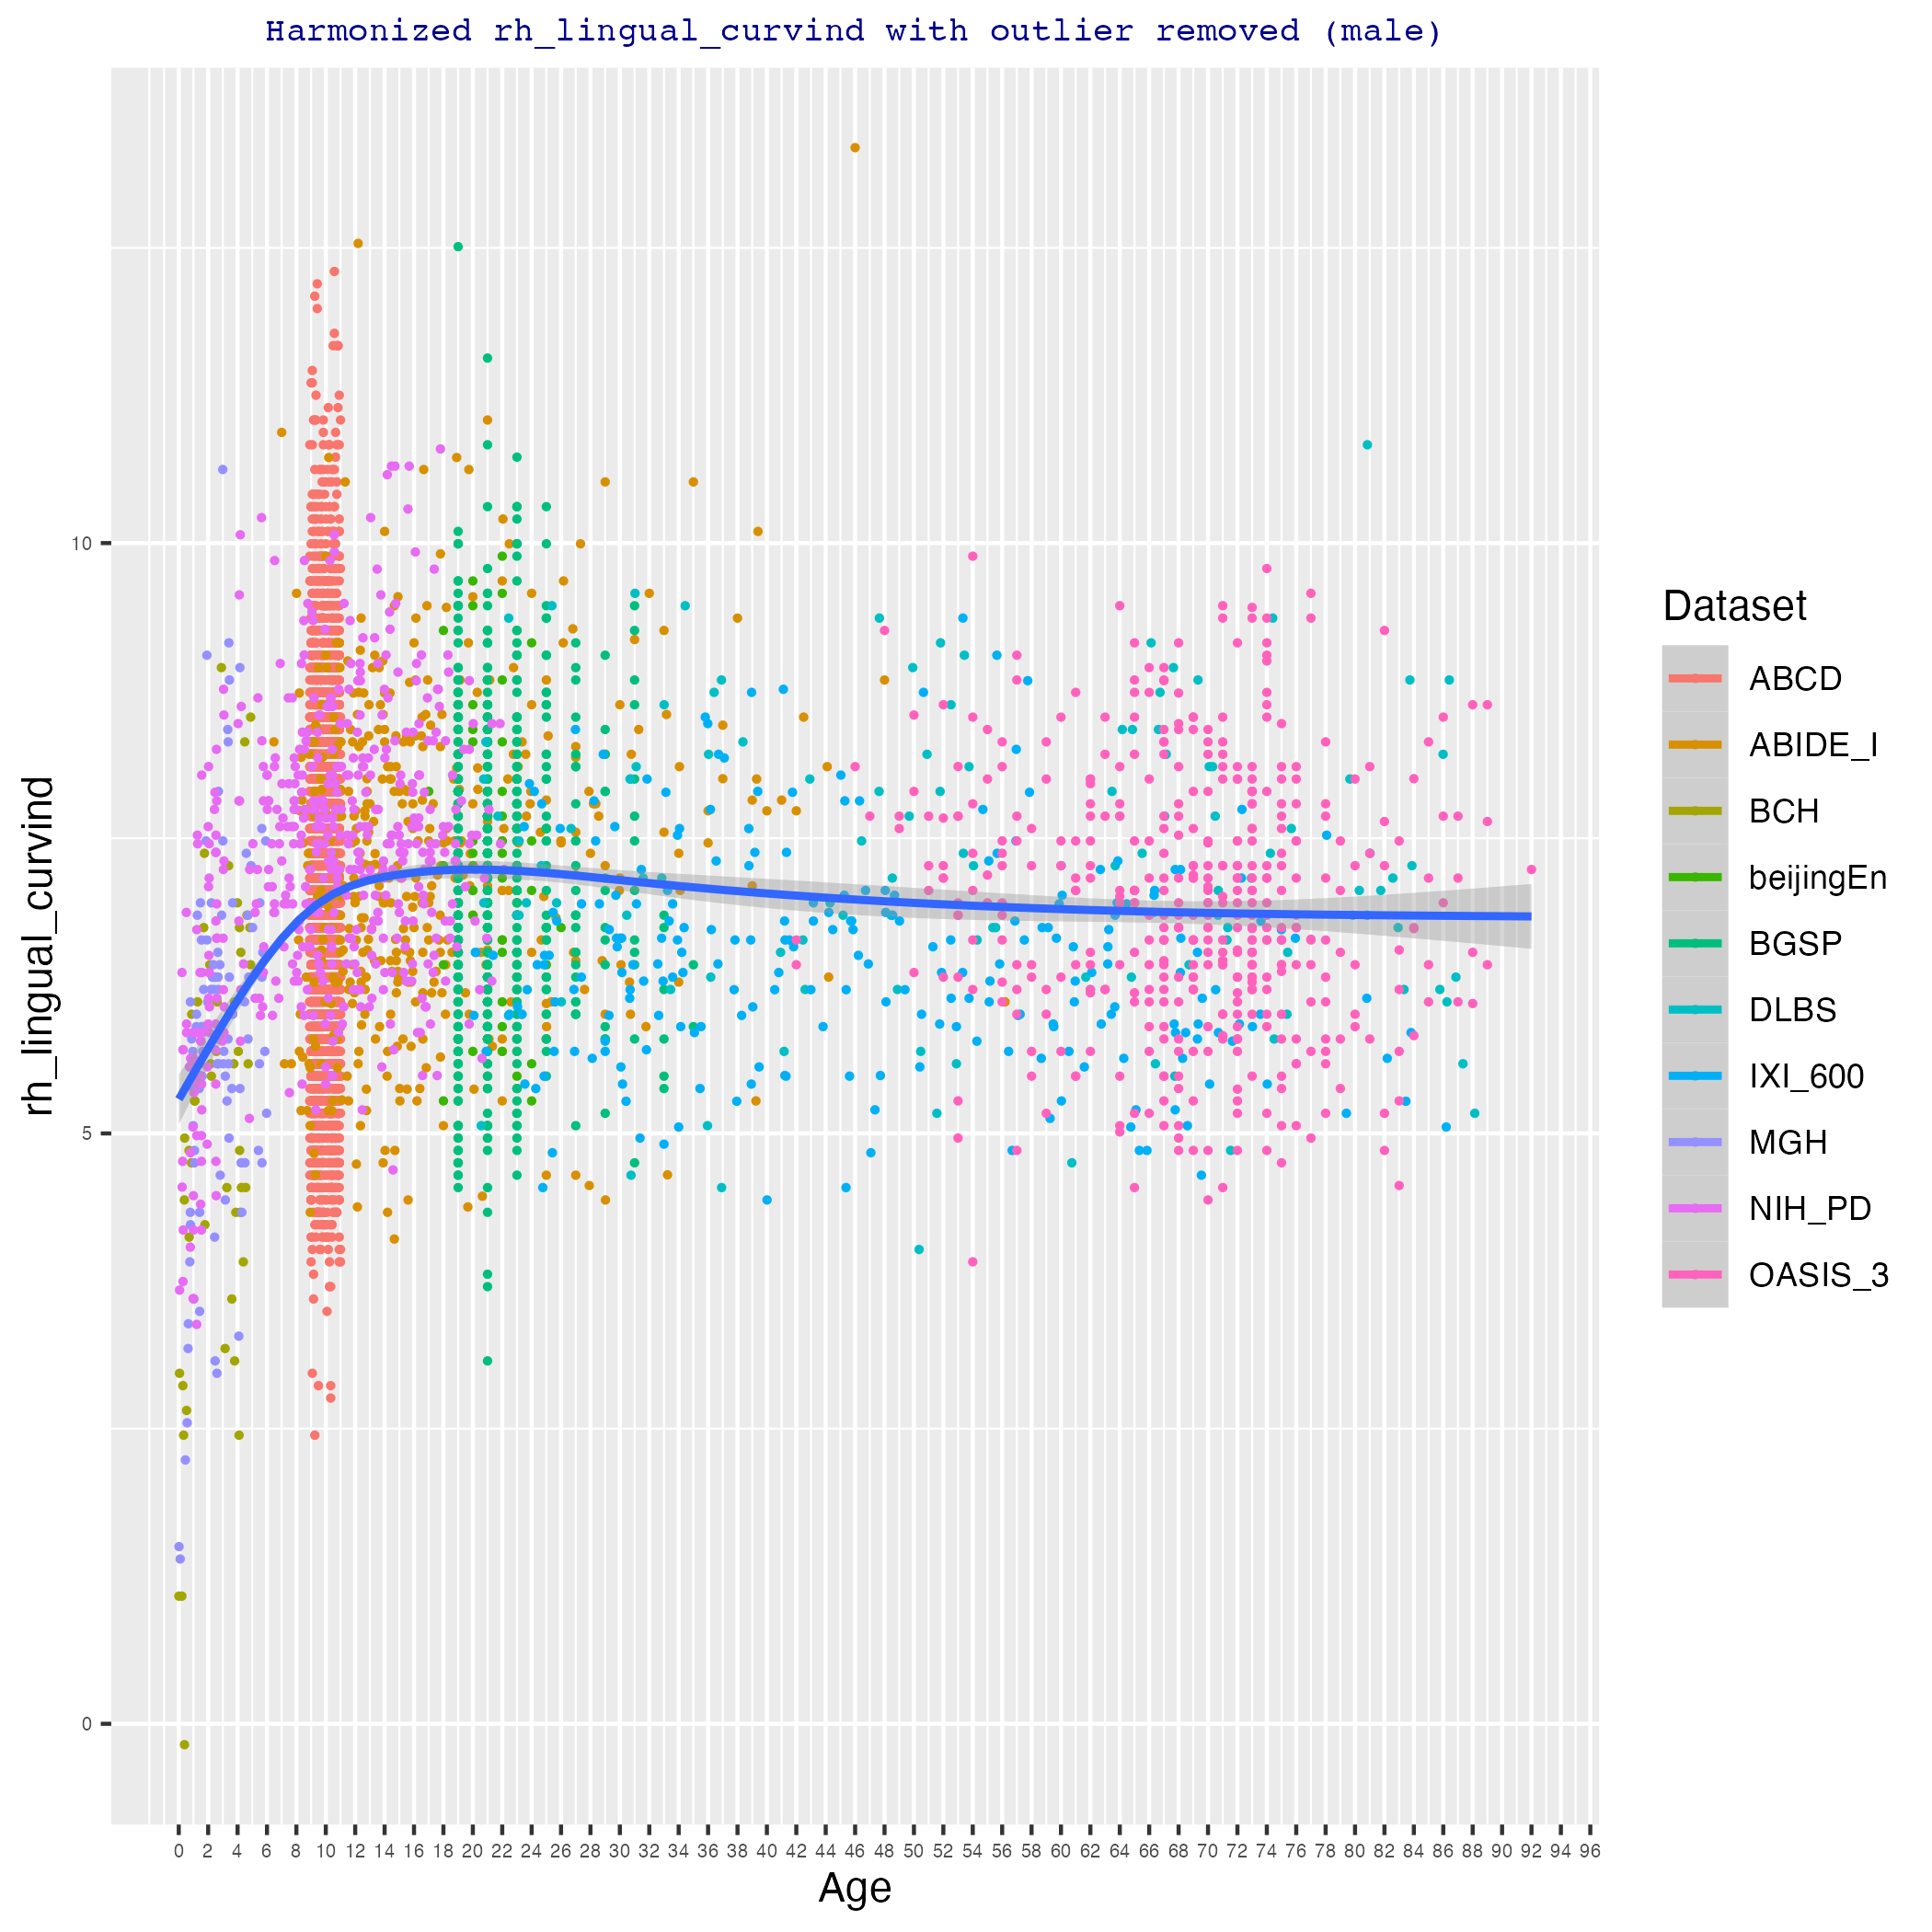 Harmonized rh_lingual_curvind with outlier removed (male)
rh_lingual_curvind
10
5
0
0 2 4 6 8 10 12 14 16 18 20 22 24 26 28 30 32 34 36 38 40 42 44 46 48 50 52 54 56 58 60 62 64 66 68 70 72 74 76 78 80 82 84 86 88 90 92 94 96
Age
Dataset
ABCD
ABIDE_I
BCH
beijingEn
BGSP
DLBS
IXI_600
MGH
NIH_PD
OASIS_3